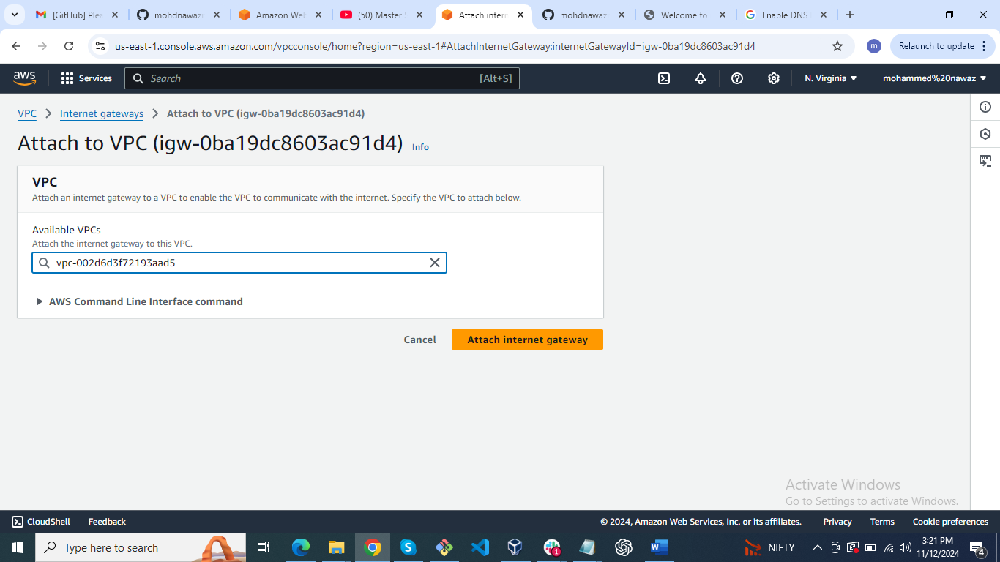 [GitHub] Plea
mohdnawaz
Amazon Web
(50) Master S
Attach intern
mohdnawaz
Welcome to
Enable DNS
us-east-1.console.aws.amazon.com/vpcconsole/home?region=us-east-1#AttachInternetGateway:internetGatewayId=igw-0ba19dc8603ac91d4
m
Relaunch to update
aws
Services
Search
[Alt+S]
N. Virginia
mohammed%20nawaz
VPC
Internet gateways
Attach to VPC (igw-0ba19dc8603ac91d4)
Attach to VPC (igw-0ba19dc8603ac91d4)
Info
VPC
Attach an internet gateway to a VPC to enable the VPC to communicate with the internet. Specify the VPC to attach below.
Available VPCs
Attach the internet gateway to this VPC.
vpc-002d6d3f72193aad5
AWS Command Line Interface command
Cancel
Attach internet gateway
Activate Windows
Go to Settings to activate Windows.
CloudShell
Feedback
© 2024, Amazon Web Services, Inc. or its affiliates.
Privacy
Terms
Cookie preferences
Type here to search
1
NIFTY
3:21 PM
11/12/2024
4